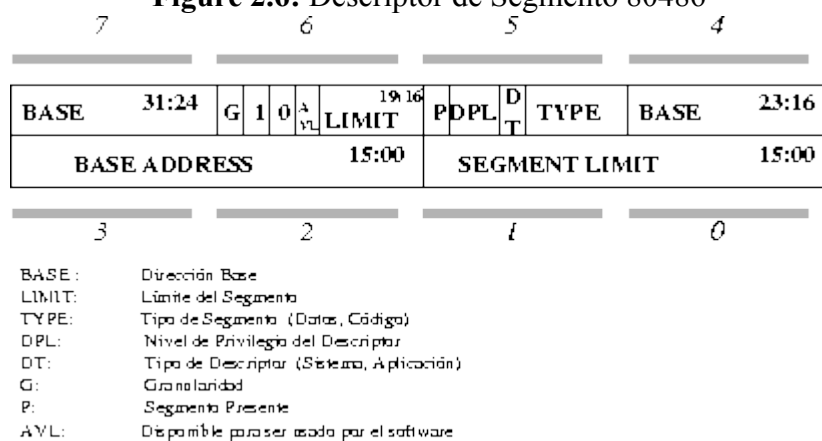 Figure 2.6: Descriptor de Segmento 80486
7 6 5 4
BASE 31:24 G 1 0 AVL LIMIT 19:16 P DPL DT TYPE BASE 23:16
BASE ADDRESS 15:00 SEGMENT LIMIT 15:00
3 2 1 0
BASE: Dirección Base
LIMIT: Límite del Segmento
TYPE: Tipo de Segmento (Datos, Código)
DPL: Nivel de Privilegio del Descriptor
DT: Tipo de Descriptor (Sistema, Aplicación)
G: Granularidad
P: Segmento Presente
AVL: Disponible para ser usado por el software